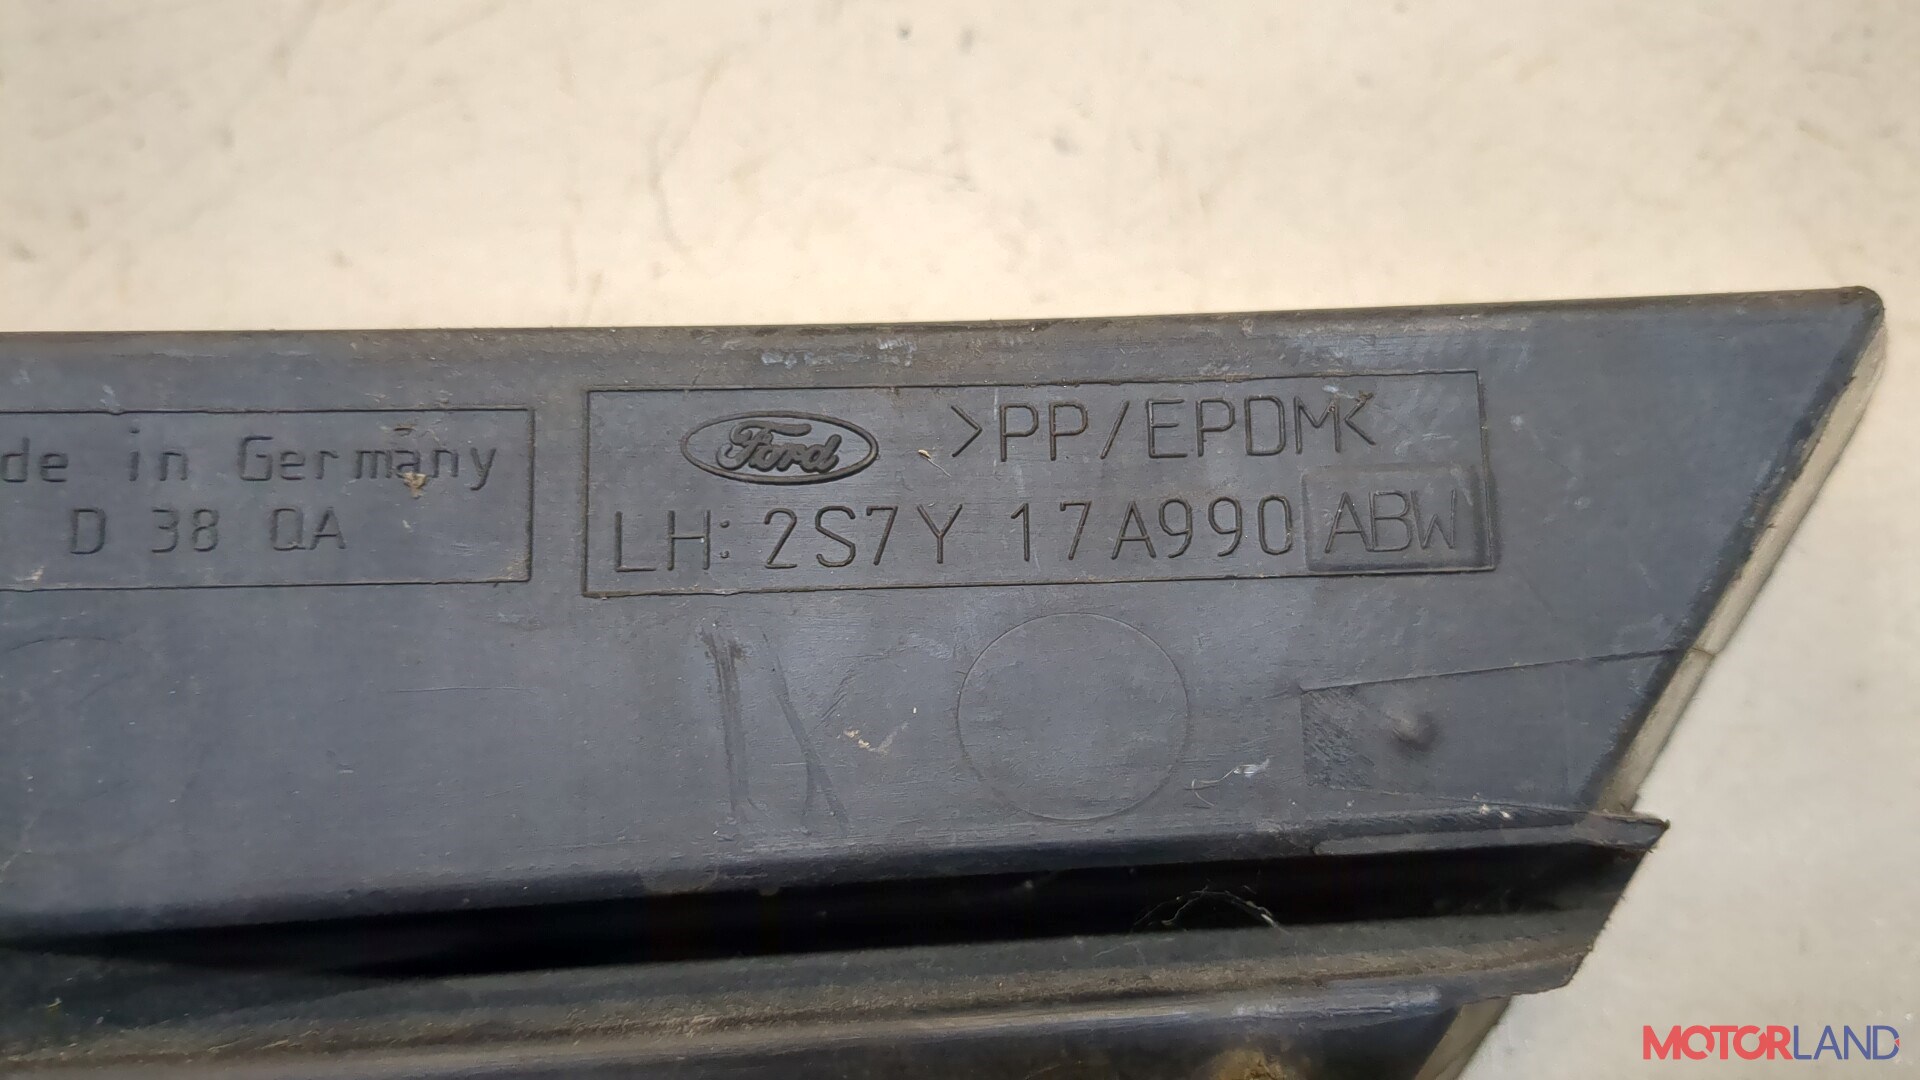 de in Germany
D 38 QA
Ford >PP/EPDM<
LH: 2S7Y 17A990 ABW
MOTORLAND